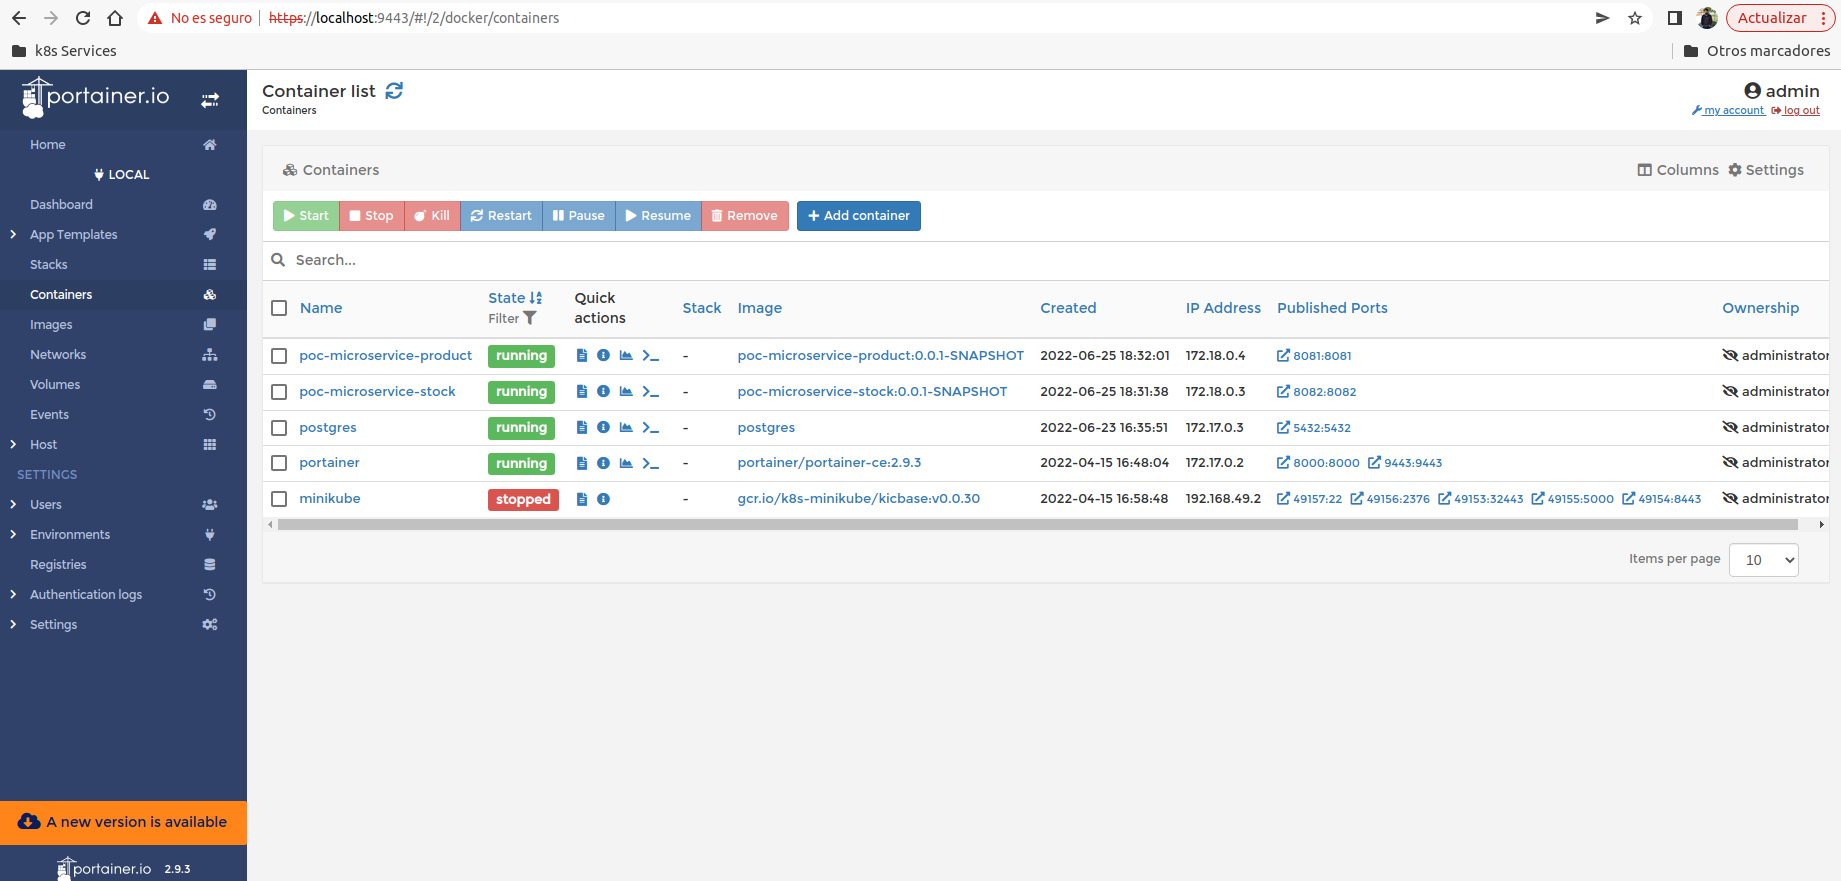 No es seguro https://localhost:9443/#!/2/docker/containers Actualizar
k8s Services Otros marcadores
portainer.io
Home
LOCAL
Dashboard
App Templates
Stacks
Containers
Images
Networks
Volumes
Events
Host
SETTINGS
Users
Environments
Registries
Authentication logs
Settings
A new version is available
portainer.io 2.9.3
Container list
Containers
admin
my account log out
Containers Columns Settings
Start Stop Kill Restart Pause Resume Remove Add container
Search...
Name State Filter Quick actions Stack Image Created IP Address Published Ports Ownership
poc-microservice-product running - poc-microservice-product:0.0.1-SNAPSHOT 2022-06-25 18:32:01 172.18.0.4 8081:8081 administrator
poc-microservice-stock running - poc-microservice-stock:0.0.1-SNAPSHOT 2022-06-25 18:31:38 172.18.0.3 8082:8082 administrator
postgres running - postgres 2022-06-23 16:35:51 172.17.0.3 5432:5432 administrator
portainer running - portainer/portainer-ce:2.9.3 2022-04-15 16:48:04 172.17.0.2 8000:8000 9443:9443 administrator
minikube stopped - gcr.io/k8s-minikube/kicbase:v0.0.30 2022-04-15 16:58:48 192.168.49.2 49157:22 49156:2376 49153:32443 49155:5000 49154:8443 administrator
Items per page 10